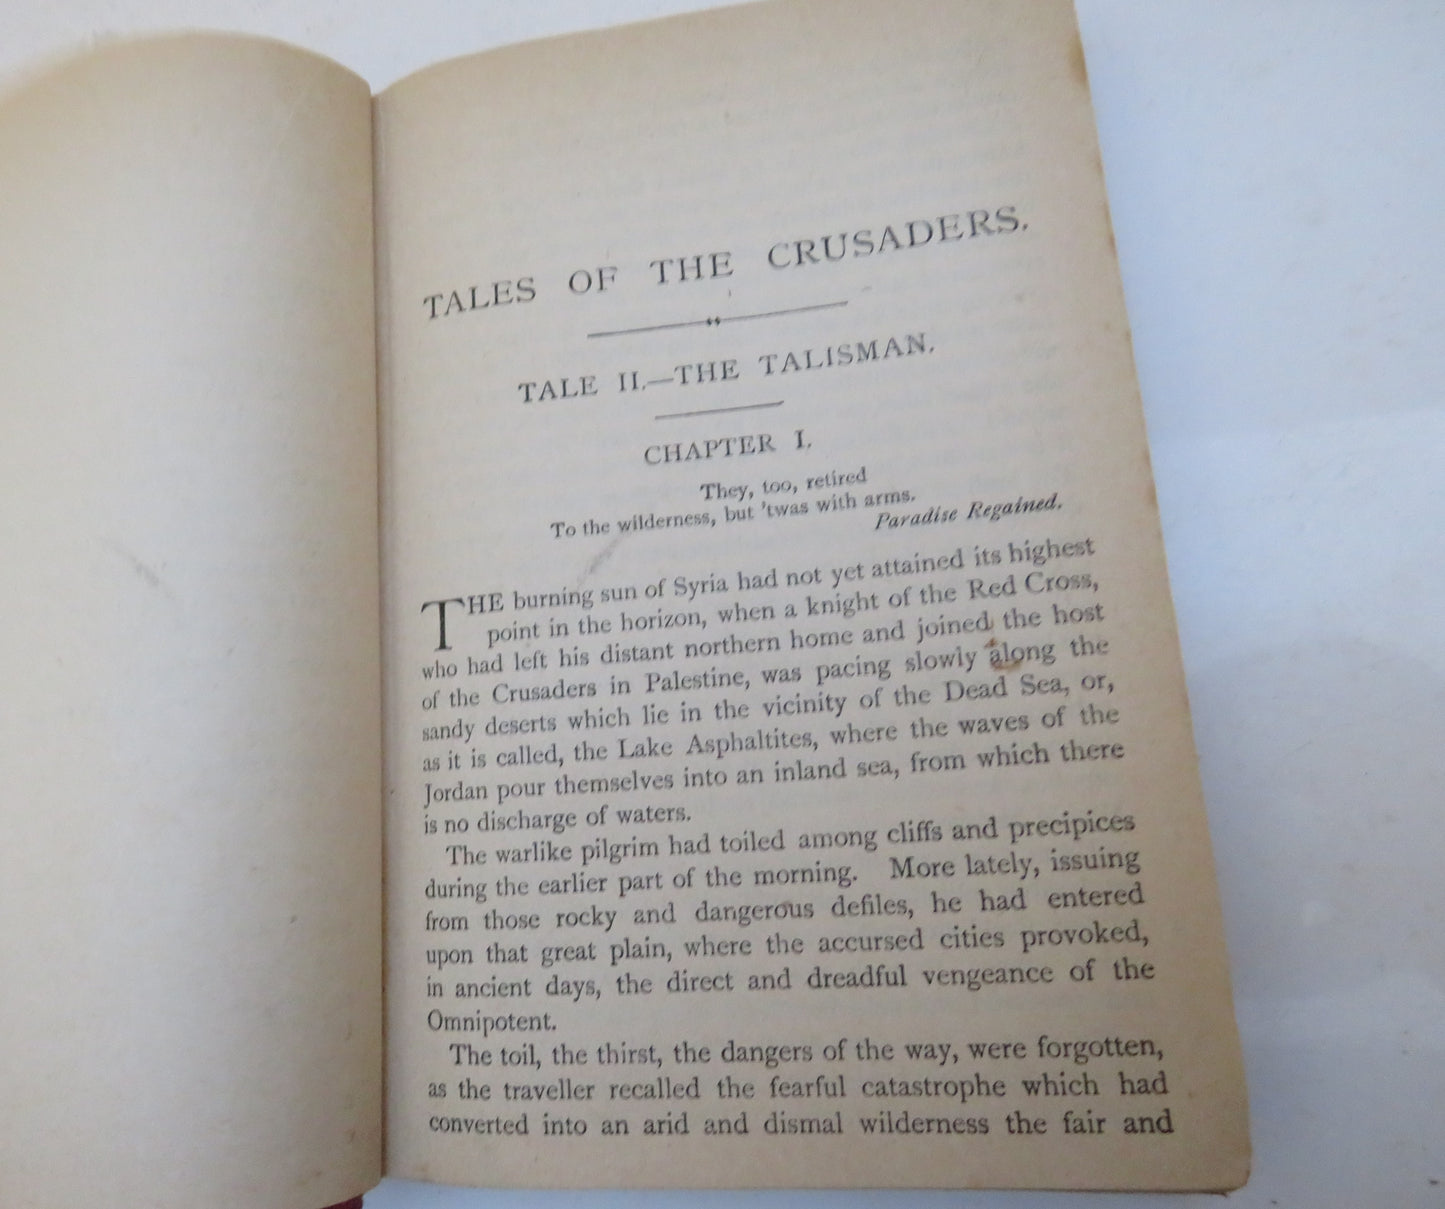 TALES OF THE CRUSADERS.
TALE II.—THE TALISMAN.
CHAPTER I.
They, too, retired
To the wilderness, but 'twas with arms.
Paradise Regained.
THE burning sun of Syria had not yet attained its highest
point in the horizon, when a knight of the Red Cross,
who had left his distant northern home and joined the host
of the Crusaders in Palestine, was pacing slowly along the
sandy deserts which lie in the vicinity of the Dead Sea, or,
as it is called, the Lake Asphaltites, where the waves of the
Jordan pour themselves into an inland sea, from which there
is no discharge of waters.
The warlike pilgrim had toiled among cliffs and precipices
during the earlier part of the morning. More lately, issuing
from those rocky and dangerous defiles, he had entered
upon that great plain, where the accursed cities provoked,
in ancient days, the direct and dreadful vengeance of the
Omnipotent.
The toil, the thirst, the dangers of the way, were forgotten,
as the traveller recalled the fearful catastrophe which had
converted into an arid and dismal wilderness the fair and